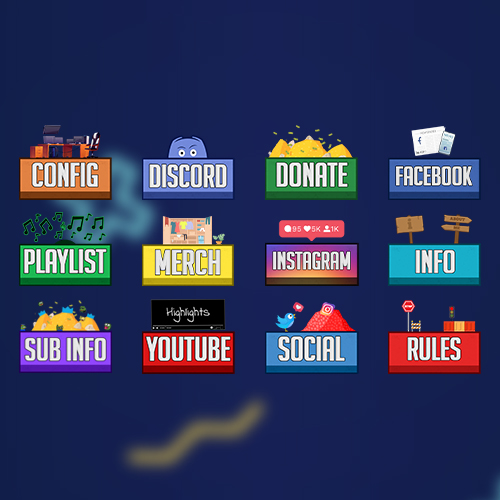 CONFIG
DISCORD
DONATE
FACEBOOK
PLAYLIST
MERCH
95 5K 1K
INSTAGRAM
INFO
SUB INFO
Highlights
YOUTUBE
SOCIAL
RULES